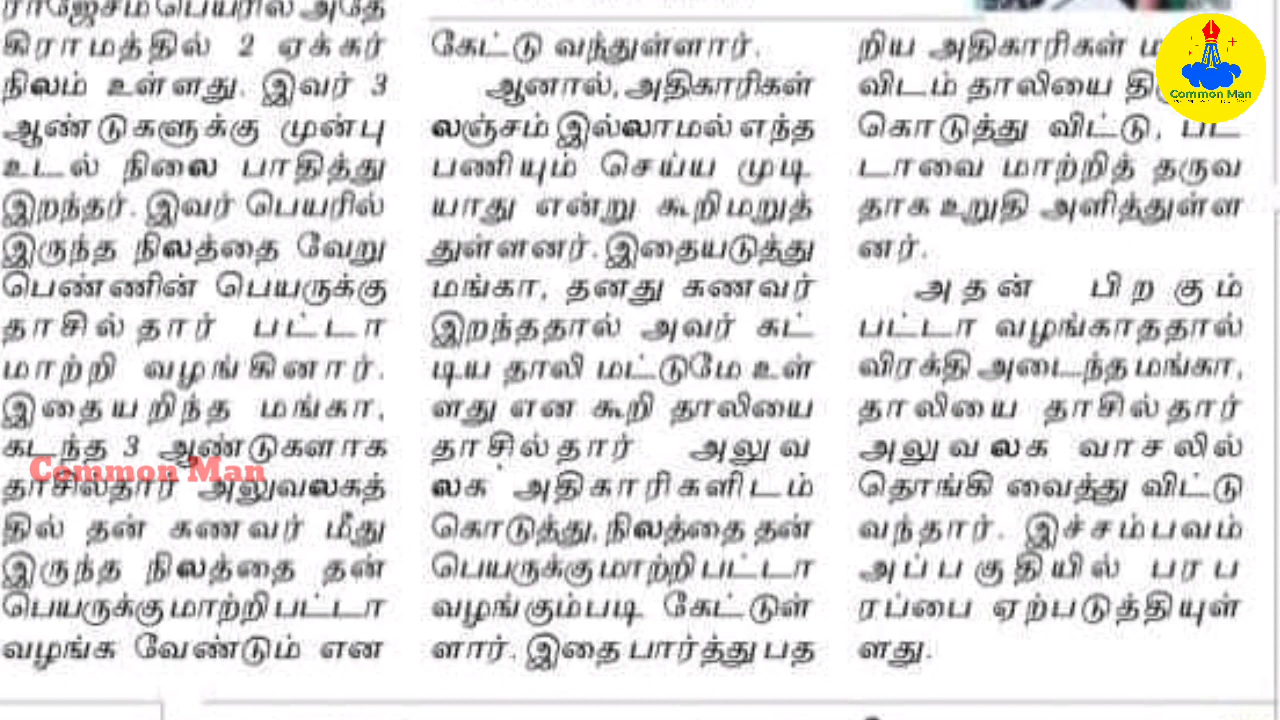 ராஜேசம் பெயரில் அதே
கிராமத்தில் 2 ஏக்கர்
நிலம் உள்ளது. இவர் 3
ஆண்டுகளுக்கு முன்பு
உடல் நிலை பாதித்து
இறந்தர். இவர் பெயரில்
இருந்த நிலத்தை வேறு
பெண்ணின் பெயருக்கு
தாசில்தார் பட்டா
மாற்றி வழங்கினார்.
இதையறிந்த மங்கா,
கடந்த 3 ஆண்டுகளாக
தாசில்தார் அலுவலகத்
தில் தன் கணவர் மீது
இருந்த நிலத்தை தன்
பெயருக்கு மாற்றி பட்டா
வழங்க வேண்டும் என
கேட்டு வந்துள்ளார்.
ஆனால், அதிகாரிகள்
லஞ்சம் இல்லாமல் எந்த
பணியும் செய்ய முடி
யாது என்று கூறி மறுத்
துள்ளனர். இதையடுத்து
மங்கா, தனது கணவர்
இறந்ததால் அவர் கட்
டிய தாலி மட்டுமே உள்
ளது என கூறி தாலியை
தாசில்தார் அலுவ
லக அதிகாரிகளிடம்
கொடுத்து, நிலத்தை தன்
பெயருக்கு மாற்றி பட்டா
வழங்கும்படி கேட்டுள்
ளார். இதை பார்த்து பத
றிய அதிகாரிகள்
விடம் தாலியை
கொடுத்து விட்டு, பட்
டாவை மாற்றித் தருவ
தாக உறுதி அளித்துள்ள
னர்.
அதன் பிறகும்
பட்டா வழங்காததால்
விரக்தி அடைந்த மங்கா,
தாலியை தாசில்தார்
அலுவலக வாசலில்
தொங்கி வைத்து விட்டு
வந்தார். இச்சம்பவம்
அப்பகுதியில் பரப
ரப்பை ஏற்படுத்தியுள்
ளது.
Common Man
Common Man